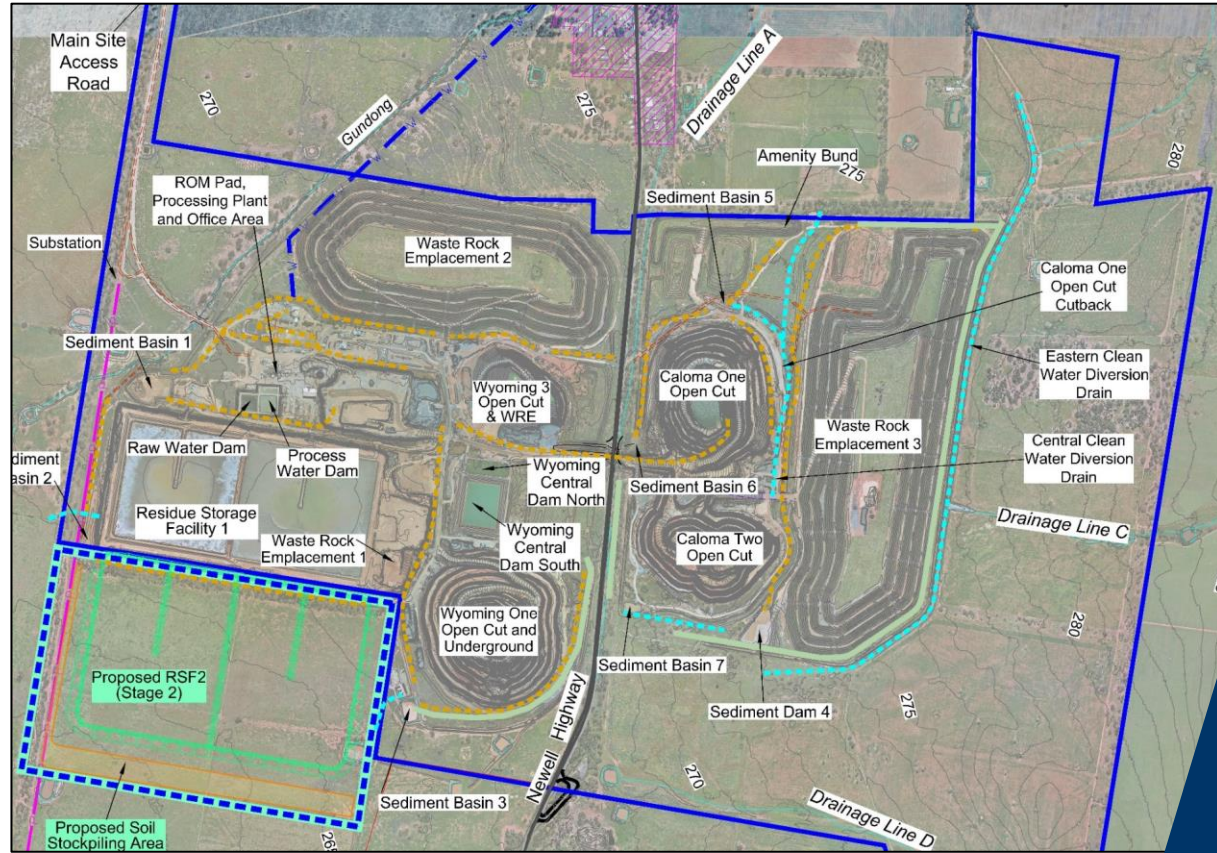 Main Site
Access
Road
270
Gundong
275
Drainage Line A
280
Amenity Bund
275
ROM Pad,
Processing Plant
and Office Area
Sediment Basin 5
Substation
Waste Rock
Emplacement 2
Caloma One
Open Cut
Cutback
Sediment Basin 1
Wyoming 3
Open Cut
& WRE
Caloma One
Open Cut
Eastern Clean
Water Diversion
Drain
Waste Rock
Emplacement 3
Raw Water Dam
Process
Water Dam
Wyoming
Central
Dam North
Sediment Basin 6
Central Clean
Water Diversion
Drain
diment
asin 2
Residue Storage
Facility 1
Drainage Line C
Waste Rock
Emplacement 1
Wyoming
Central
Dam South
Caloma Two
Open Cut
Wyoming One
Open Cut and
Underground
280
Proposed RSF2
(Stage 2)
Sediment Basin 7
275
Sediment Dam 4
Newell Highway
270
Sediment Basin 3
Drainage Line D
Proposed Soil
Stockpiling Area